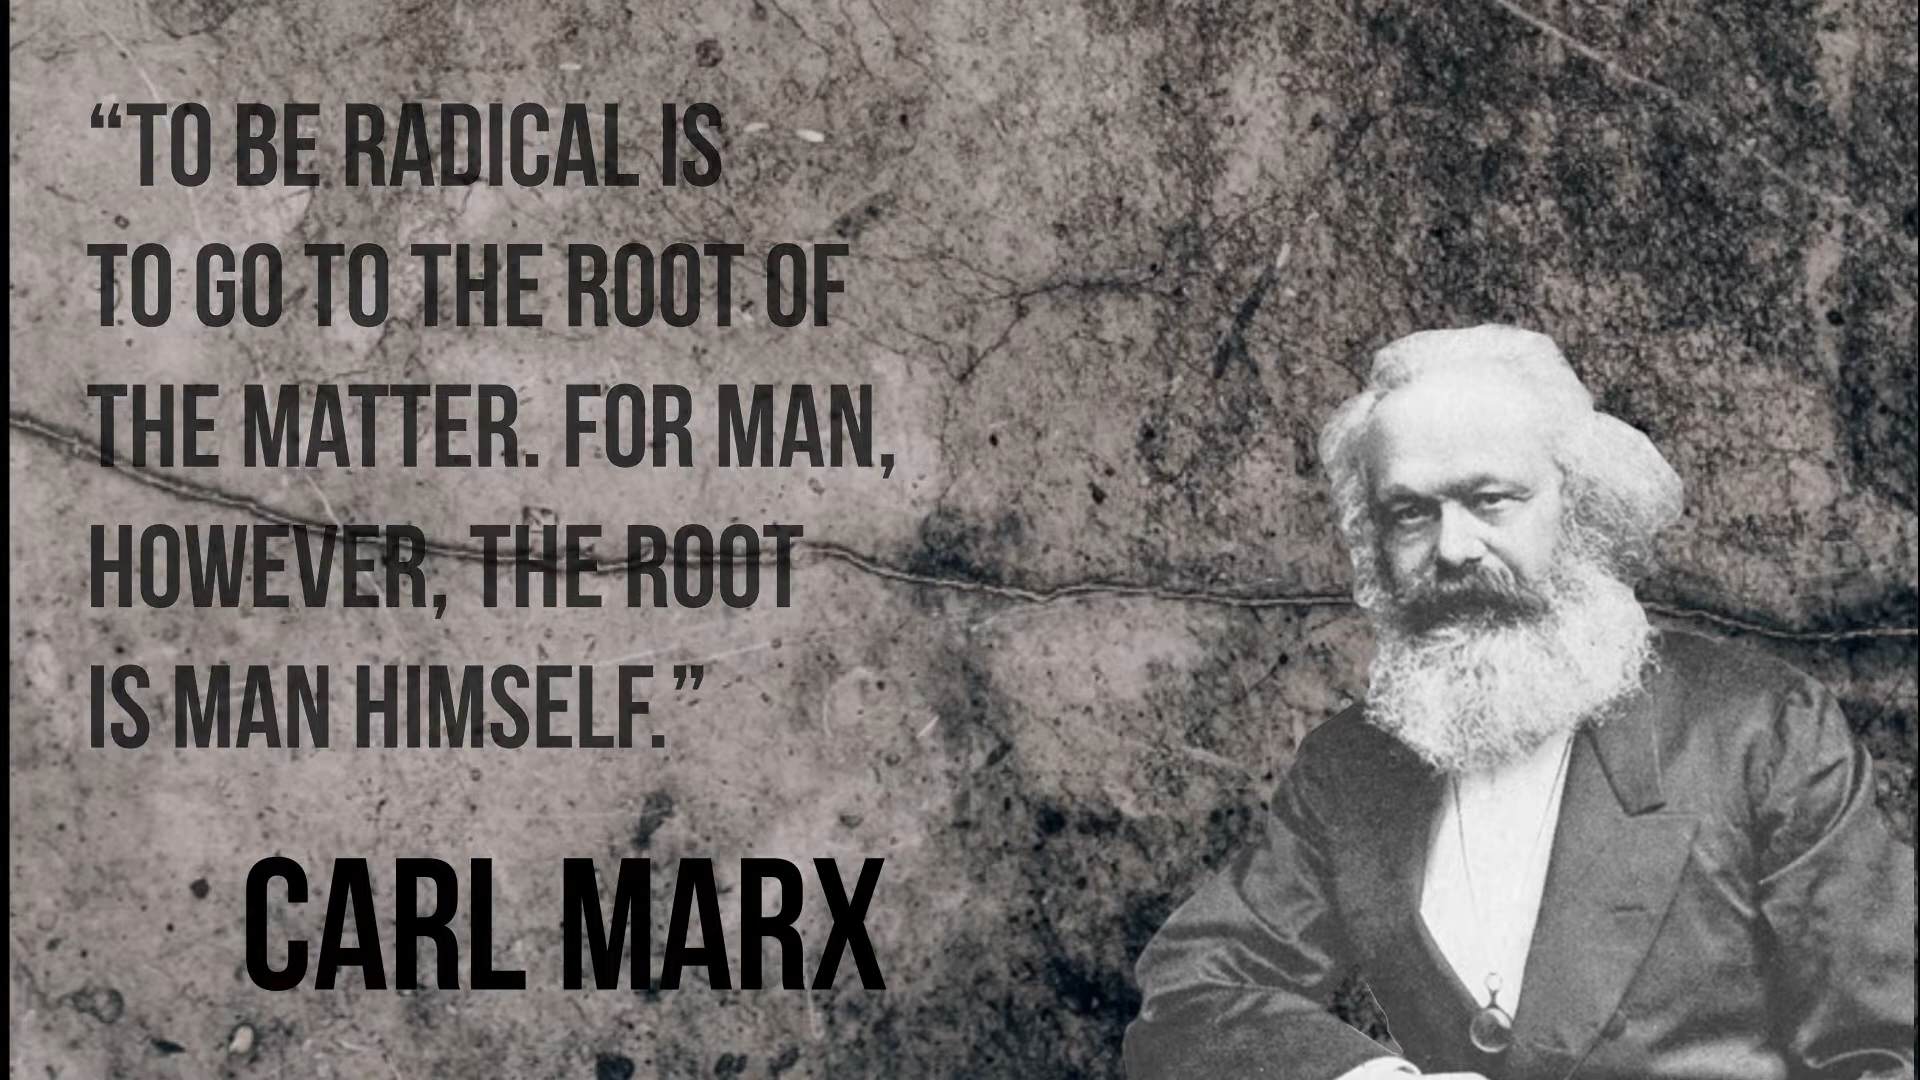 “TO BE RADICAL IS
TO GO TO THE ROOT OF
THE MATTER. FOR MAN,
HOWEVER, THE ROOT
IS MAN HIMSELF.”
CARL MARX